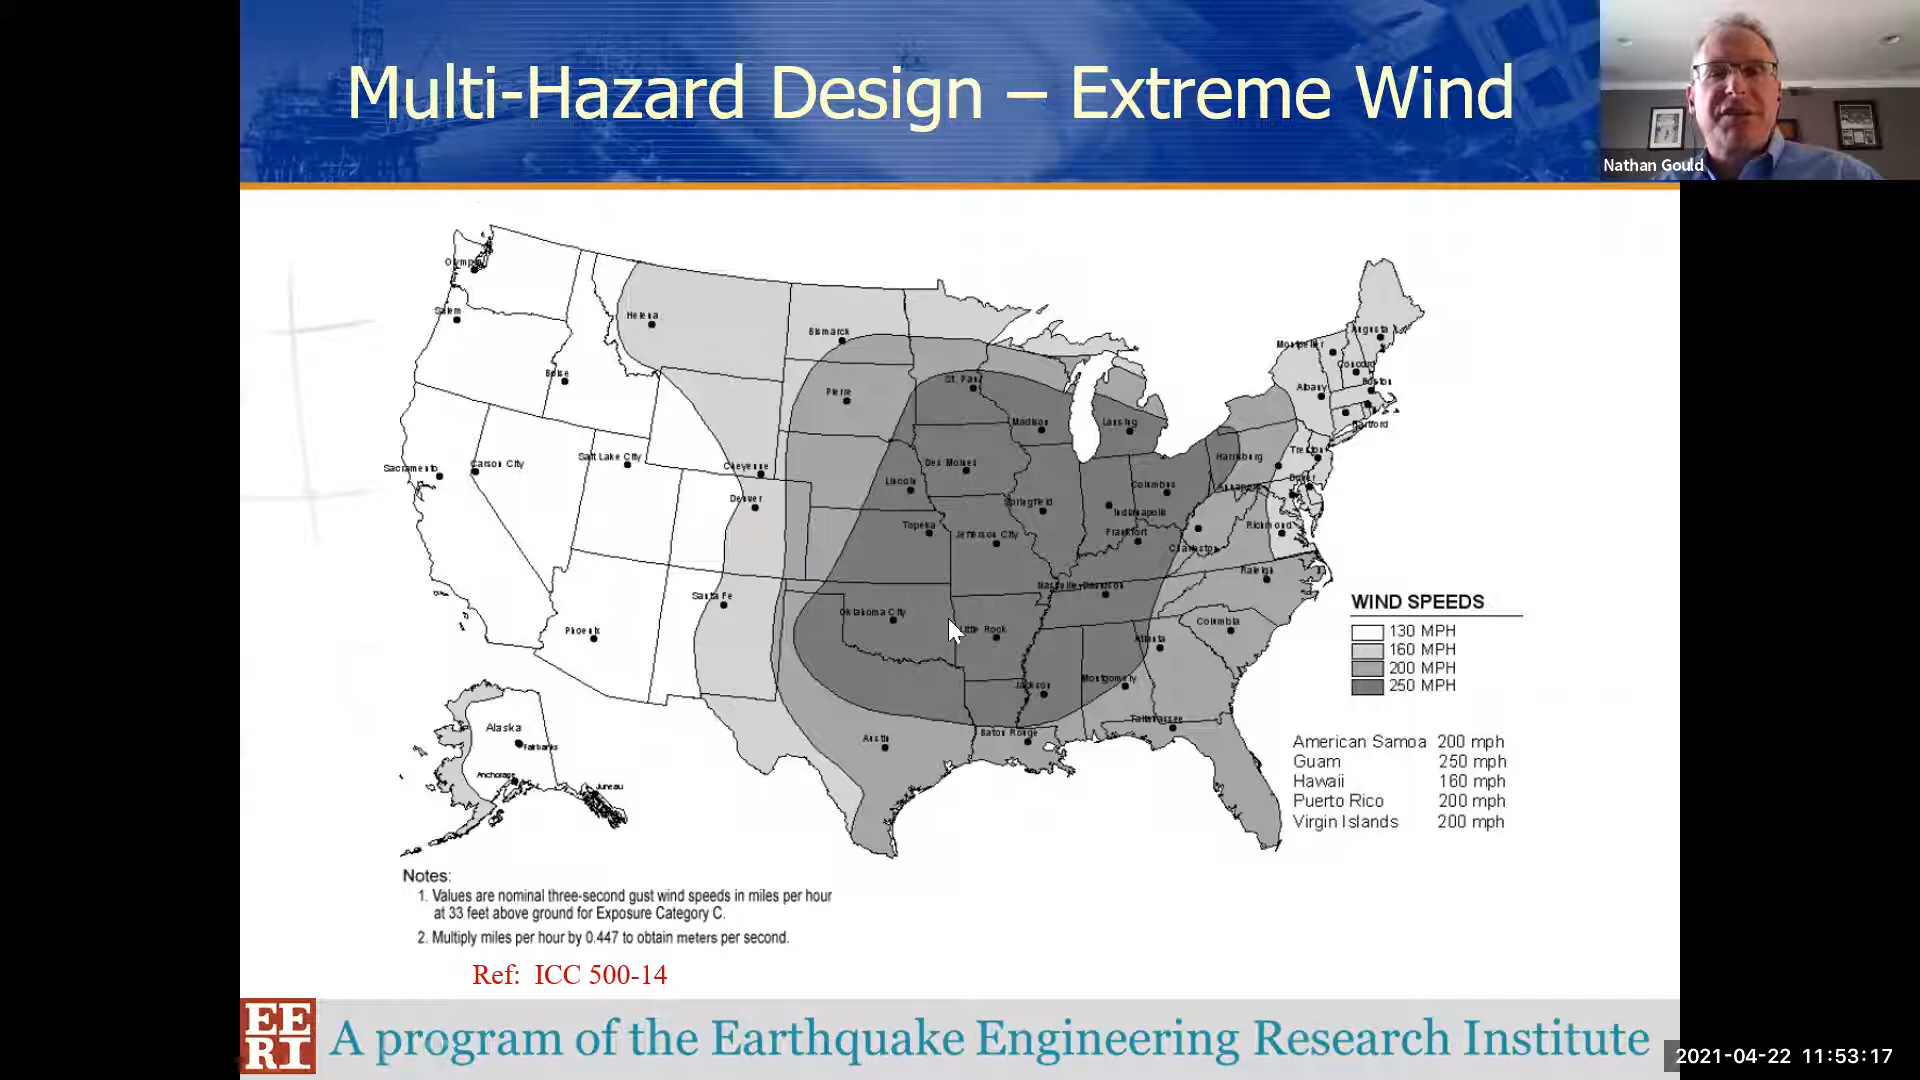 Multi-Hazard Design – Extreme Wind
Nathan Gould
Olympia
Salem
Helena
Bismarck
Boise
Pierre
St. Paul
Augusta
Montpelier
Concord
Albany
Boston
Hartford
Madison
Lansing
Sacramento
Carson City
Salt Lake City
Cheyenne
Denver
Des Moines
Lincoln
Springfield
Columbus
Indianapolis
Harrisburg
Trenton
Dover
Annapolis
Topeka
Jefferson City
Frankfort
Charleston
Richmond
Raleigh
Nashville-Davidson
Santa Fe
Oklahoma City
Little Rock
Phoenix
Columbia
Atlanta
Jackson
Montgomery
Tallahassee
Austin
Baton Rouge
Alaska
Fairbanks
Anchorage
Juneau
WIND SPEEDS
130 MPH
160 MPH
200 MPH
250 MPH
American Samoa 200 mph
Guam 250 mph
Hawaii 160 mph
Puerto Rico 200 mph
Virgin Islands 200 mph
Notes:
1. Values are nominal three-second gust wind speeds in miles per hour
at 33 feet above ground for Exposure Category C.
2. Multiply miles per hour by 0.447 to obtain meters per second.
Ref: ICC 500-14
EE
RI
A program of the Earthquake Engineering Research Institute
2021-04-22 11:53:17